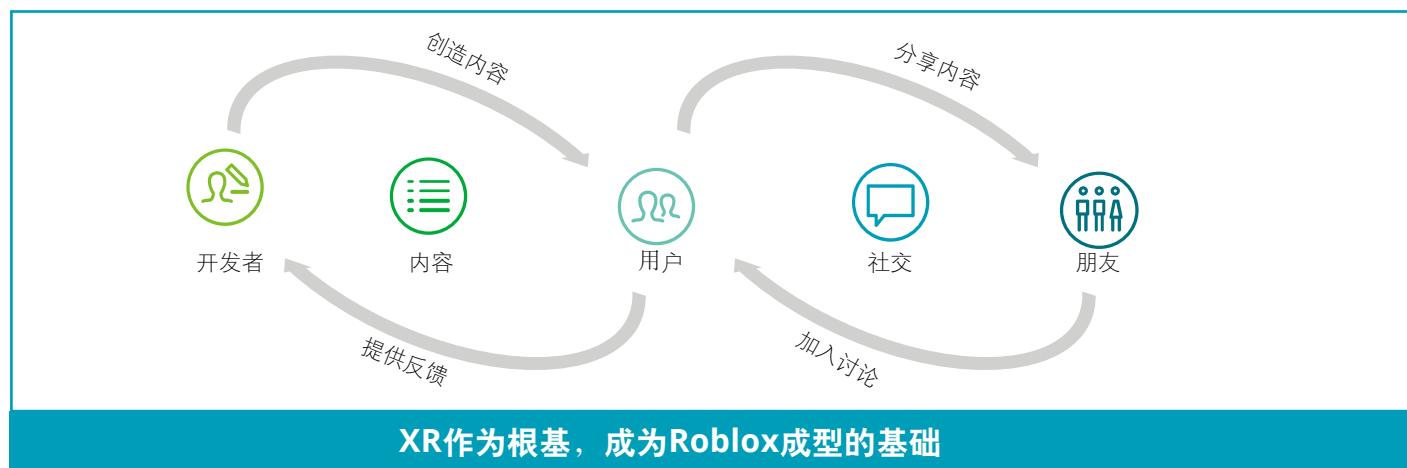 创造内容
分享内容
开发者
内容
用户
社交
朋友
提供反馈
加入讨论
XR作为根基，成为Roblox成型的基础